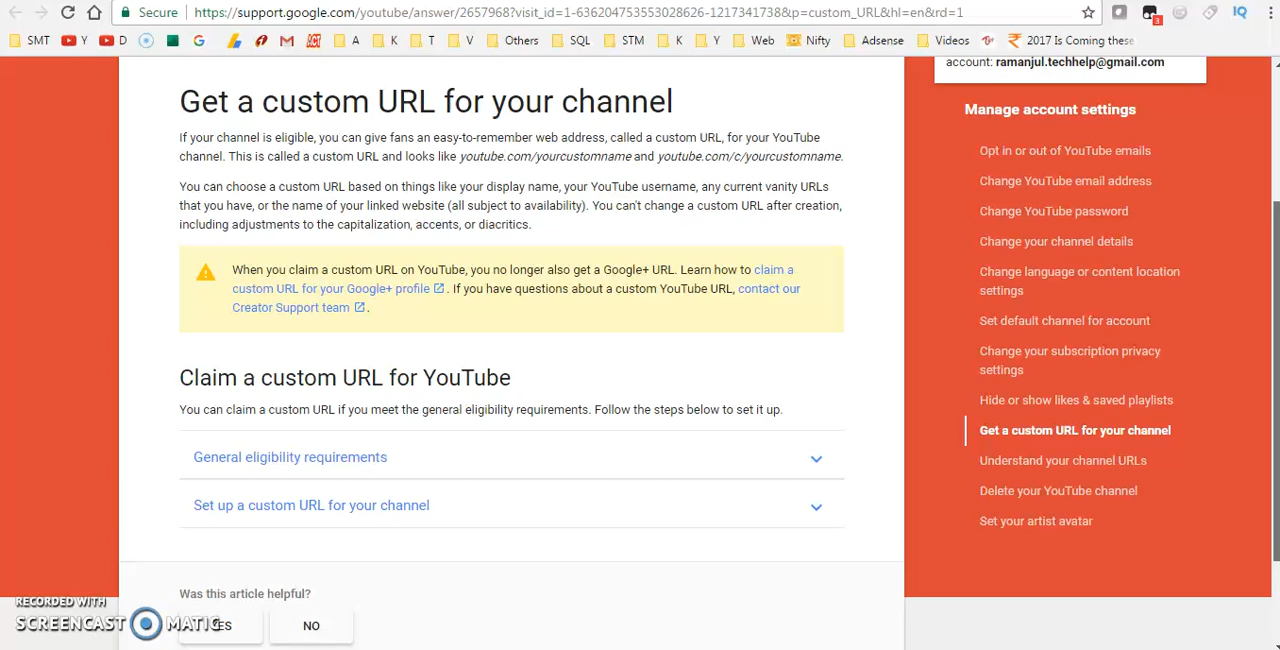 Secure https://support.google.com/youtube/answer/2657968?visit_id=1-636204753553028626-1217341738&p=custom_URL&hl=en&rd=1
3 IQ
SMT Y D G M ACT A K T V Others SQL STM K Y Web Nifty Adsense Videos 2017 Is Coming these
account: ramanjul.techhelp@gmail.com
Get a custom URL for your channel
If your channel is eligible, you can give fans an easy-to-remember web address, called a custom URL, for your YouTube
channel. This is called a custom URL and looks like youtube.com/yourcustomname and youtube.com/c/yourcustomname.
You can choose a custom URL based on things like your display name, your YouTube username, any current vanity URLs
that you have, or the name of your linked website (all subject to availability). You can't change a custom URL after creation,
including adjustments to the capitalization, accents, or diacritics.
When you claim a custom URL on YouTube, you no longer also get a Google+ URL. Learn how to claim a
custom URL for your Google+ profile . If you have questions about a custom YouTube URL, contact our
Creator Support team .
Claim a custom URL for YouTube
You can claim a custom URL if you meet the general eligibility requirements. Follow the steps below to set it up.
General eligibility requirements
Set up a custom URL for your channel
Was this article helpful?
YES NO
Manage account settings
Opt in or out of YouTube emails
Change YouTube email address
Change YouTube password
Change your channel details
Change language or content location
settings
Set default channel for account
Change your subscription privacy
settings
Hide or show likes & saved playlists
Get a custom URL for your channel
Understand your channel URLs
Delete your YouTube channel
Set your artist avatar
RECORDED WITH
SCREENCAST MATIC